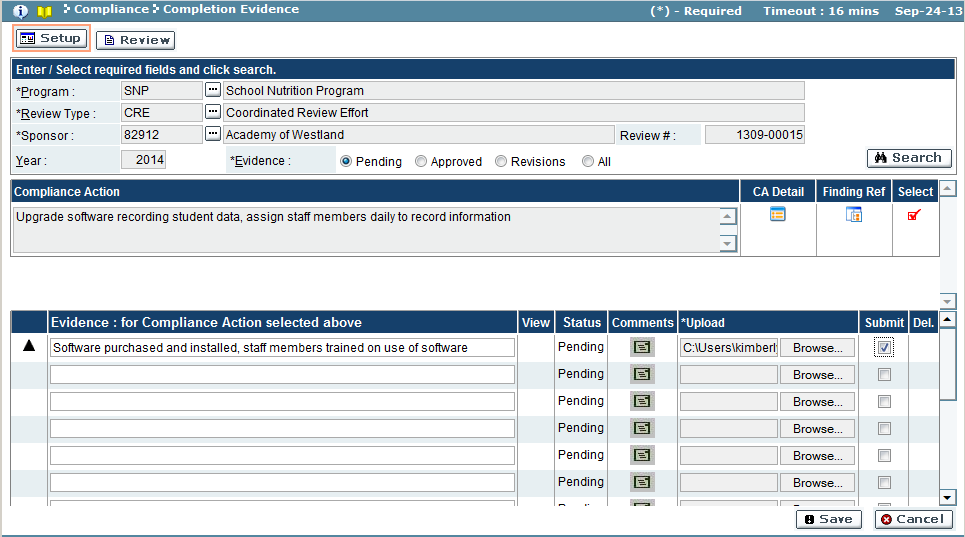 Compliance Completion Evidence (*) - Required Timeout : 16 mins Sep-24-13
Setup Review
Enter / Select required fields and click search.
*Program : SNP ... School Nutrition Program
*Review Type : CRE ... Coordinated Review Effort
*Sponsor : 82912 ... Academy of Westland Review # : 1309-00015
Year : 2014 *Evidence : Pending Approved Revisions All Search
Compliance Action CA Detail Finding Ref Select
Upgrade software recording student data, assign staff members daily to record information
Evidence : for Compliance Action selected above View Status Comments *Upload Submit Del.
Software purchased and installed, staff members trained on use of software Pending C:\Users\kimberl Browse...
Pending Browse...
Pending Browse...
Pending Browse...
Pending Browse...
Pending Browse...
Save Cancel